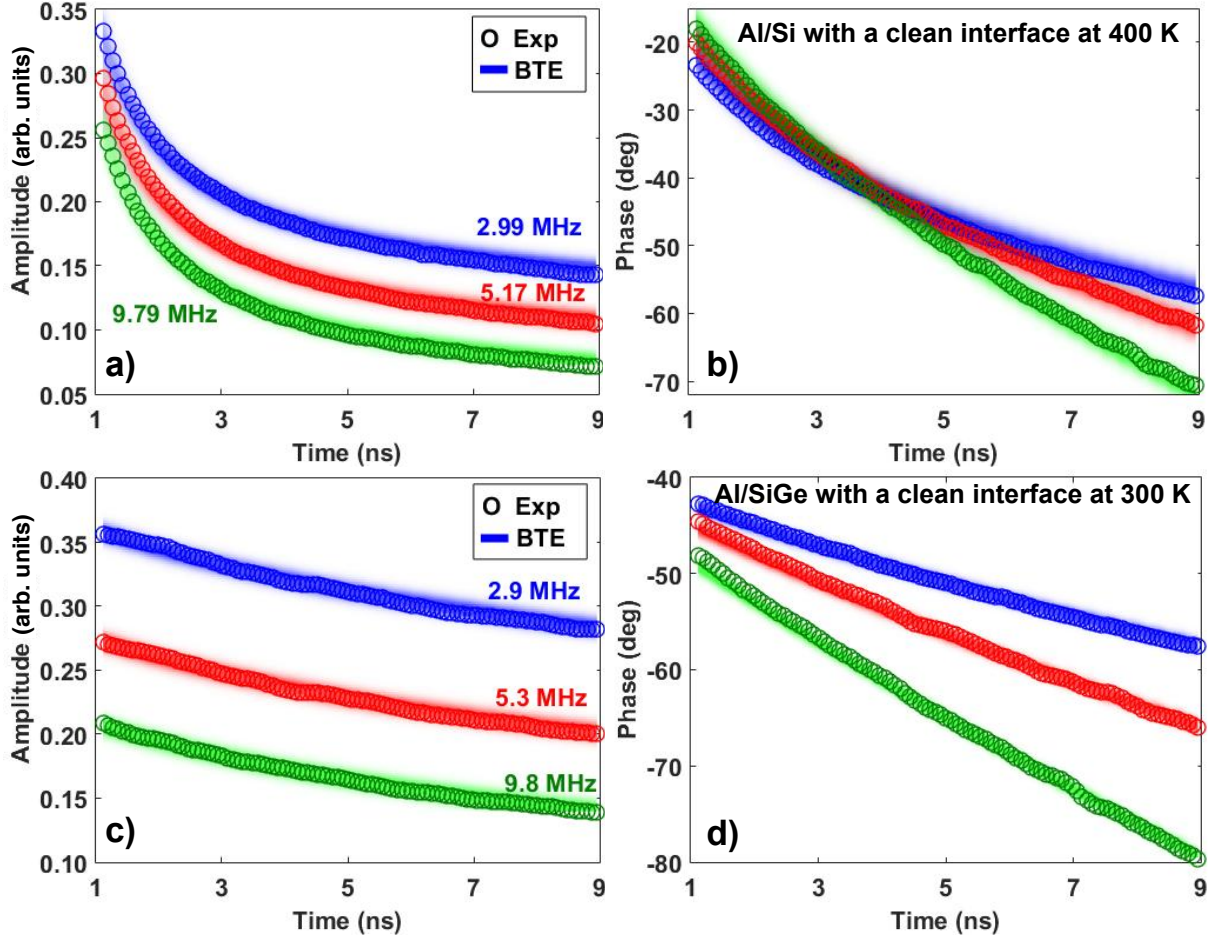 Amplitude (arb. units)
0.35
0.30
0.25
0.20
0.15
0.10
0.05
O Exp
BTE
2.99 MHz
5.17 MHz
9.79 MHz
a)
1 3 5 7 9
Time (ns)
Phase (deg)
-20
-30
-40
-50
-60
-70
Al/Si with a clean interface at 400 K
b)
1 3 5 7 9
Time (ns)
Amplitude (arb. units)
0.40
0.35
0.30
0.25
0.20
0.15
0.10
O Exp
BTE
2.9 MHz
5.3 MHz
9.8 MHz
c)
1 3 5 7 9
Time (ns)
Phase (deg)
-40
-50
-60
-70
-80
Al/SiGe with a clean interface at 300 K
d)
1 3 5 7 9
Time (ns)